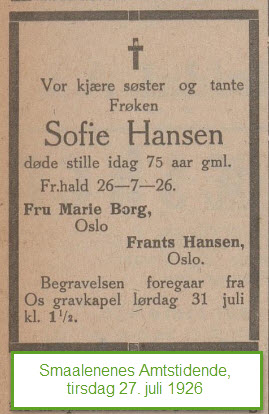 Vor kjære søster og tante
Frøken
Sofie Hansen
døde stille idag 75 aar gml.
Fr.hald 26—7—26.
Fru Marie Borg,
Oslo
Frants Hansen,
Oslo.
Begravelsen foregaar fra
Os gravkapel lørdag 31 juli
kl. 1½.
Smaalenenes Amtstidende,
tirsdag 27. juli 1926